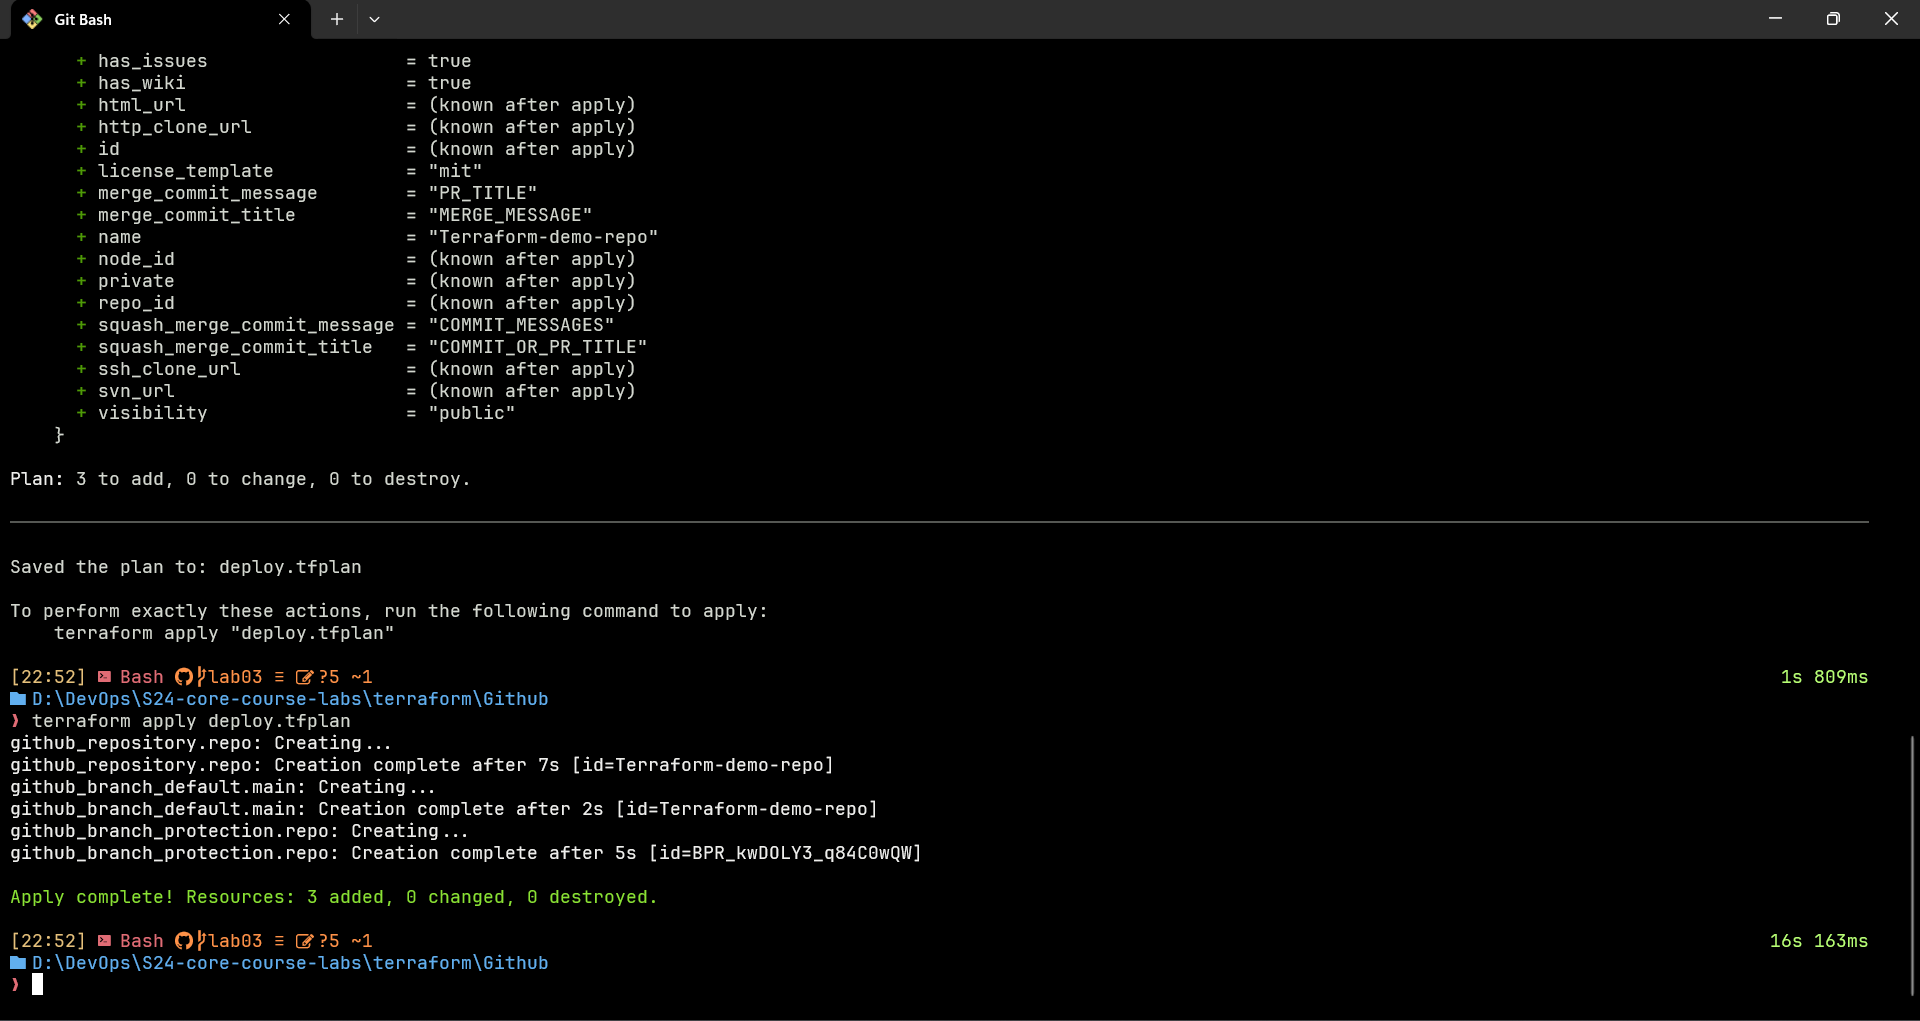 Git Bash
+ has_issues = true
+ has_wiki = true
+ html_url = (known after apply)
+ http_clone_url = (known after apply)
+ id = (known after apply)
+ license_template = "mit"
+ merge_commit_message = "PR_TITLE"
+ merge_commit_title = "MERGE_MESSAGE"
+ name = "Terraform-demo-repo"
+ node_id = (known after apply)
+ private = (known after apply)
+ repo_id = (known after apply)
+ squash_merge_commit_message = "COMMIT_MESSAGES"
+ squash_merge_commit_title = "COMMIT_OR_PR_TITLE"
+ ssh_clone_url = (known after apply)
+ svn_url = (known after apply)
+ visibility = "public"
}
Plan: 3 to add, 0 to change, 0 to destroy.
Saved the plan to: deploy.tfplan
To perform exactly these actions, run the following command to apply:
terraform apply "deploy.tfplan"
[22:52] Bash lab03 ≡ ?5 ~1 1s 809ms
D:\DevOps\S24-core-course-labs\terraform\Github
❯ terraform apply deploy.tfplan
github_repository.repo: Creating...
github_repository.repo: Creation complete after 7s [id=Terraform-demo-repo]
github_branch_default.main: Creating...
github_branch_default.main: Creation complete after 2s [id=Terraform-demo-repo]
github_branch_protection.repo: Creating...
github_branch_protection.repo: Creation complete after 5s [id=BPR_kwDOLY3_q84C0wQW]
Apply complete! Resources: 3 added, 0 changed, 0 destroyed.
[22:52] Bash lab03 ≡ ?5 ~1 16s 163ms
D:\DevOps\S24-core-course-labs\terraform\Github
❯